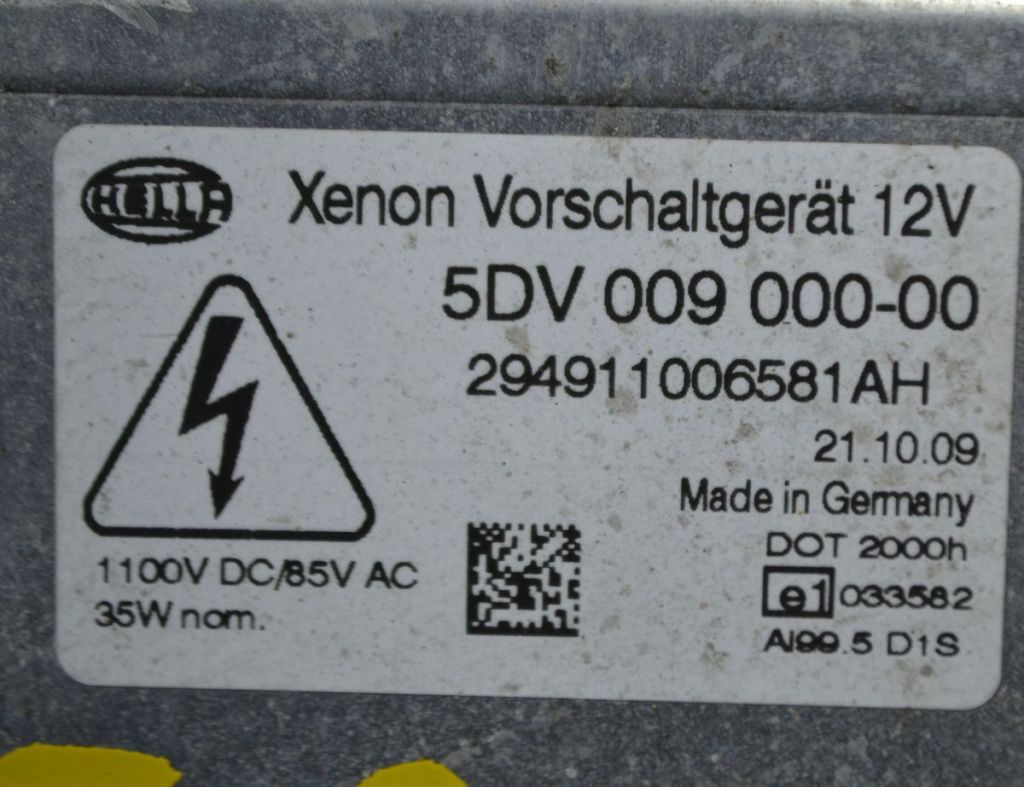 HELLA
Xenon Vorschaltgerät 12V
5DV 009 000-00
294911006581AH
21.10.09
Made in Germany
1100V DC/85V AC
35W nom.
DOT 2000h
e1 033582
Al99.5 D1S